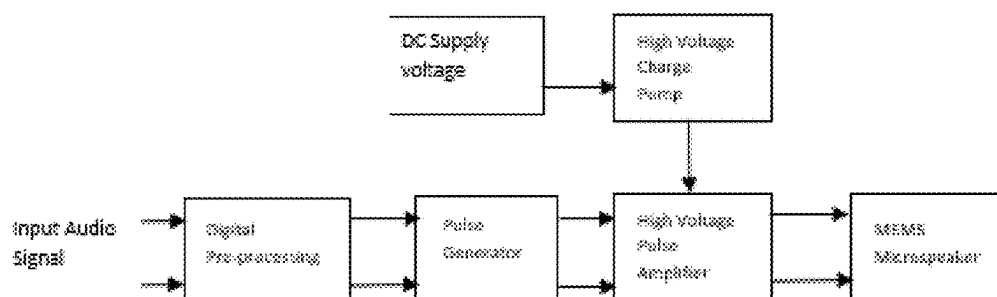 DC Supply
voltage
High Voltage
Charge
Pump
Input Audio
Signal
Digital
Pre-processing
Pulse
Generator
High Voltage
Pulse
Amplifier
MEMS
Microspeaker